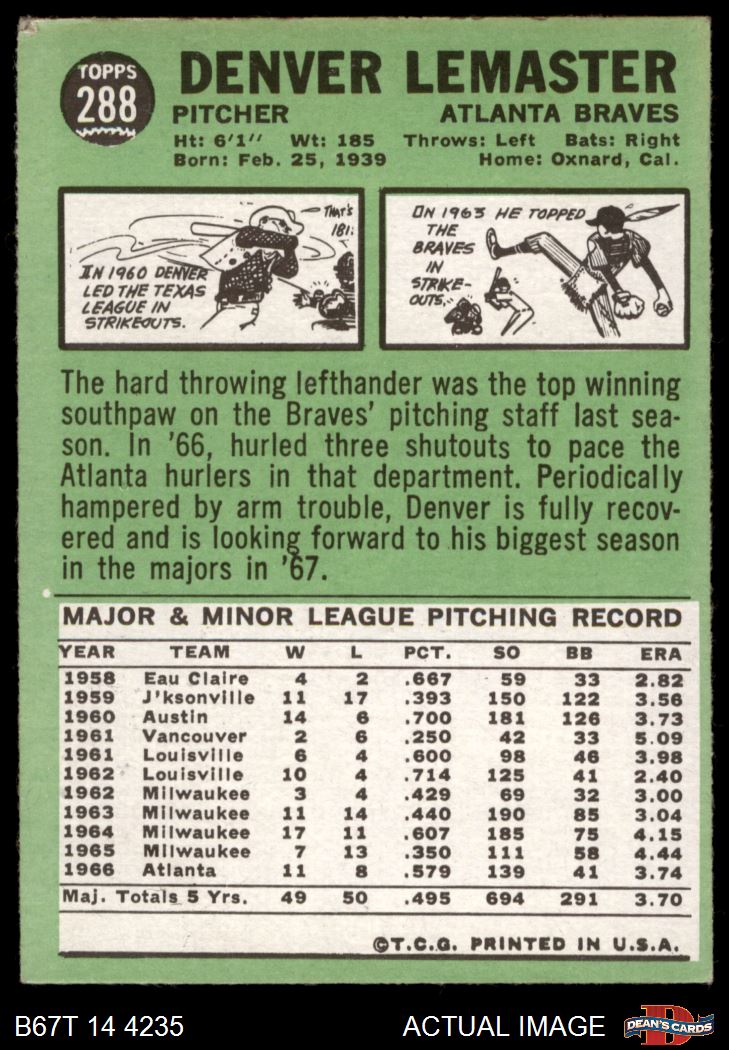 TOPPS
288
DENVER LEMASTER
PITCHER ATLANTA BRAVES
Ht: 6'1" Wt: 185 Throws: Left Bats: Right
Born: Feb. 25, 1939 Home: Oxnard, Cal.
THAT'S
181!
IN 1960 DENVER
LED THE TEXAS
LEAGUE IN
STRIKEOUTS.
IN 1963 HE TOPPED
THE
BRAVES
IN
STRIKE-
OUTS.
The hard throwing lefthander was the top winning
southpaw on the Braves' pitching staff last sea-
son. In '66, hurled three shutouts to pace the
Atlanta hurlers in that department. Periodically
hampered by arm trouble, Denver is fully recov-
ered and is looking forward to his biggest season
in the majors in '67.
MAJOR & MINOR LEAGUE PITCHING RECORD
YEAR TEAM W L PCT. SO BB ERA
1958 Eau Claire 4 2 .667 59 33 2.82
1959 J'ksonville 11 17 .393 150 122 3.56
1960 Austin 14 6 .700 181 126 3.73
1961 Vancouver 2 6 .250 42 33 5.09
1961 Louisville 6 4 .600 98 46 3.98
1962 Louisville 10 4 .714 125 41 2.40
1962 Milwaukee 3 4 .429 69 32 3.00
1963 Milwaukee 11 14 .440 190 85 3.04
1964 Milwaukee 17 11 .607 185 75 4.15
1965 Milwaukee 7 13 .350 111 58 4.44
1966 Atlanta 11 8 .579 139 41 3.74
Maj. Totals 5 Yrs. 49 50 .495 694 291 3.70
©T.C.G. PRINTED IN U.S.A.
B67T 14 4235 ACTUAL IMAGE
D
DEAN'S CARDS